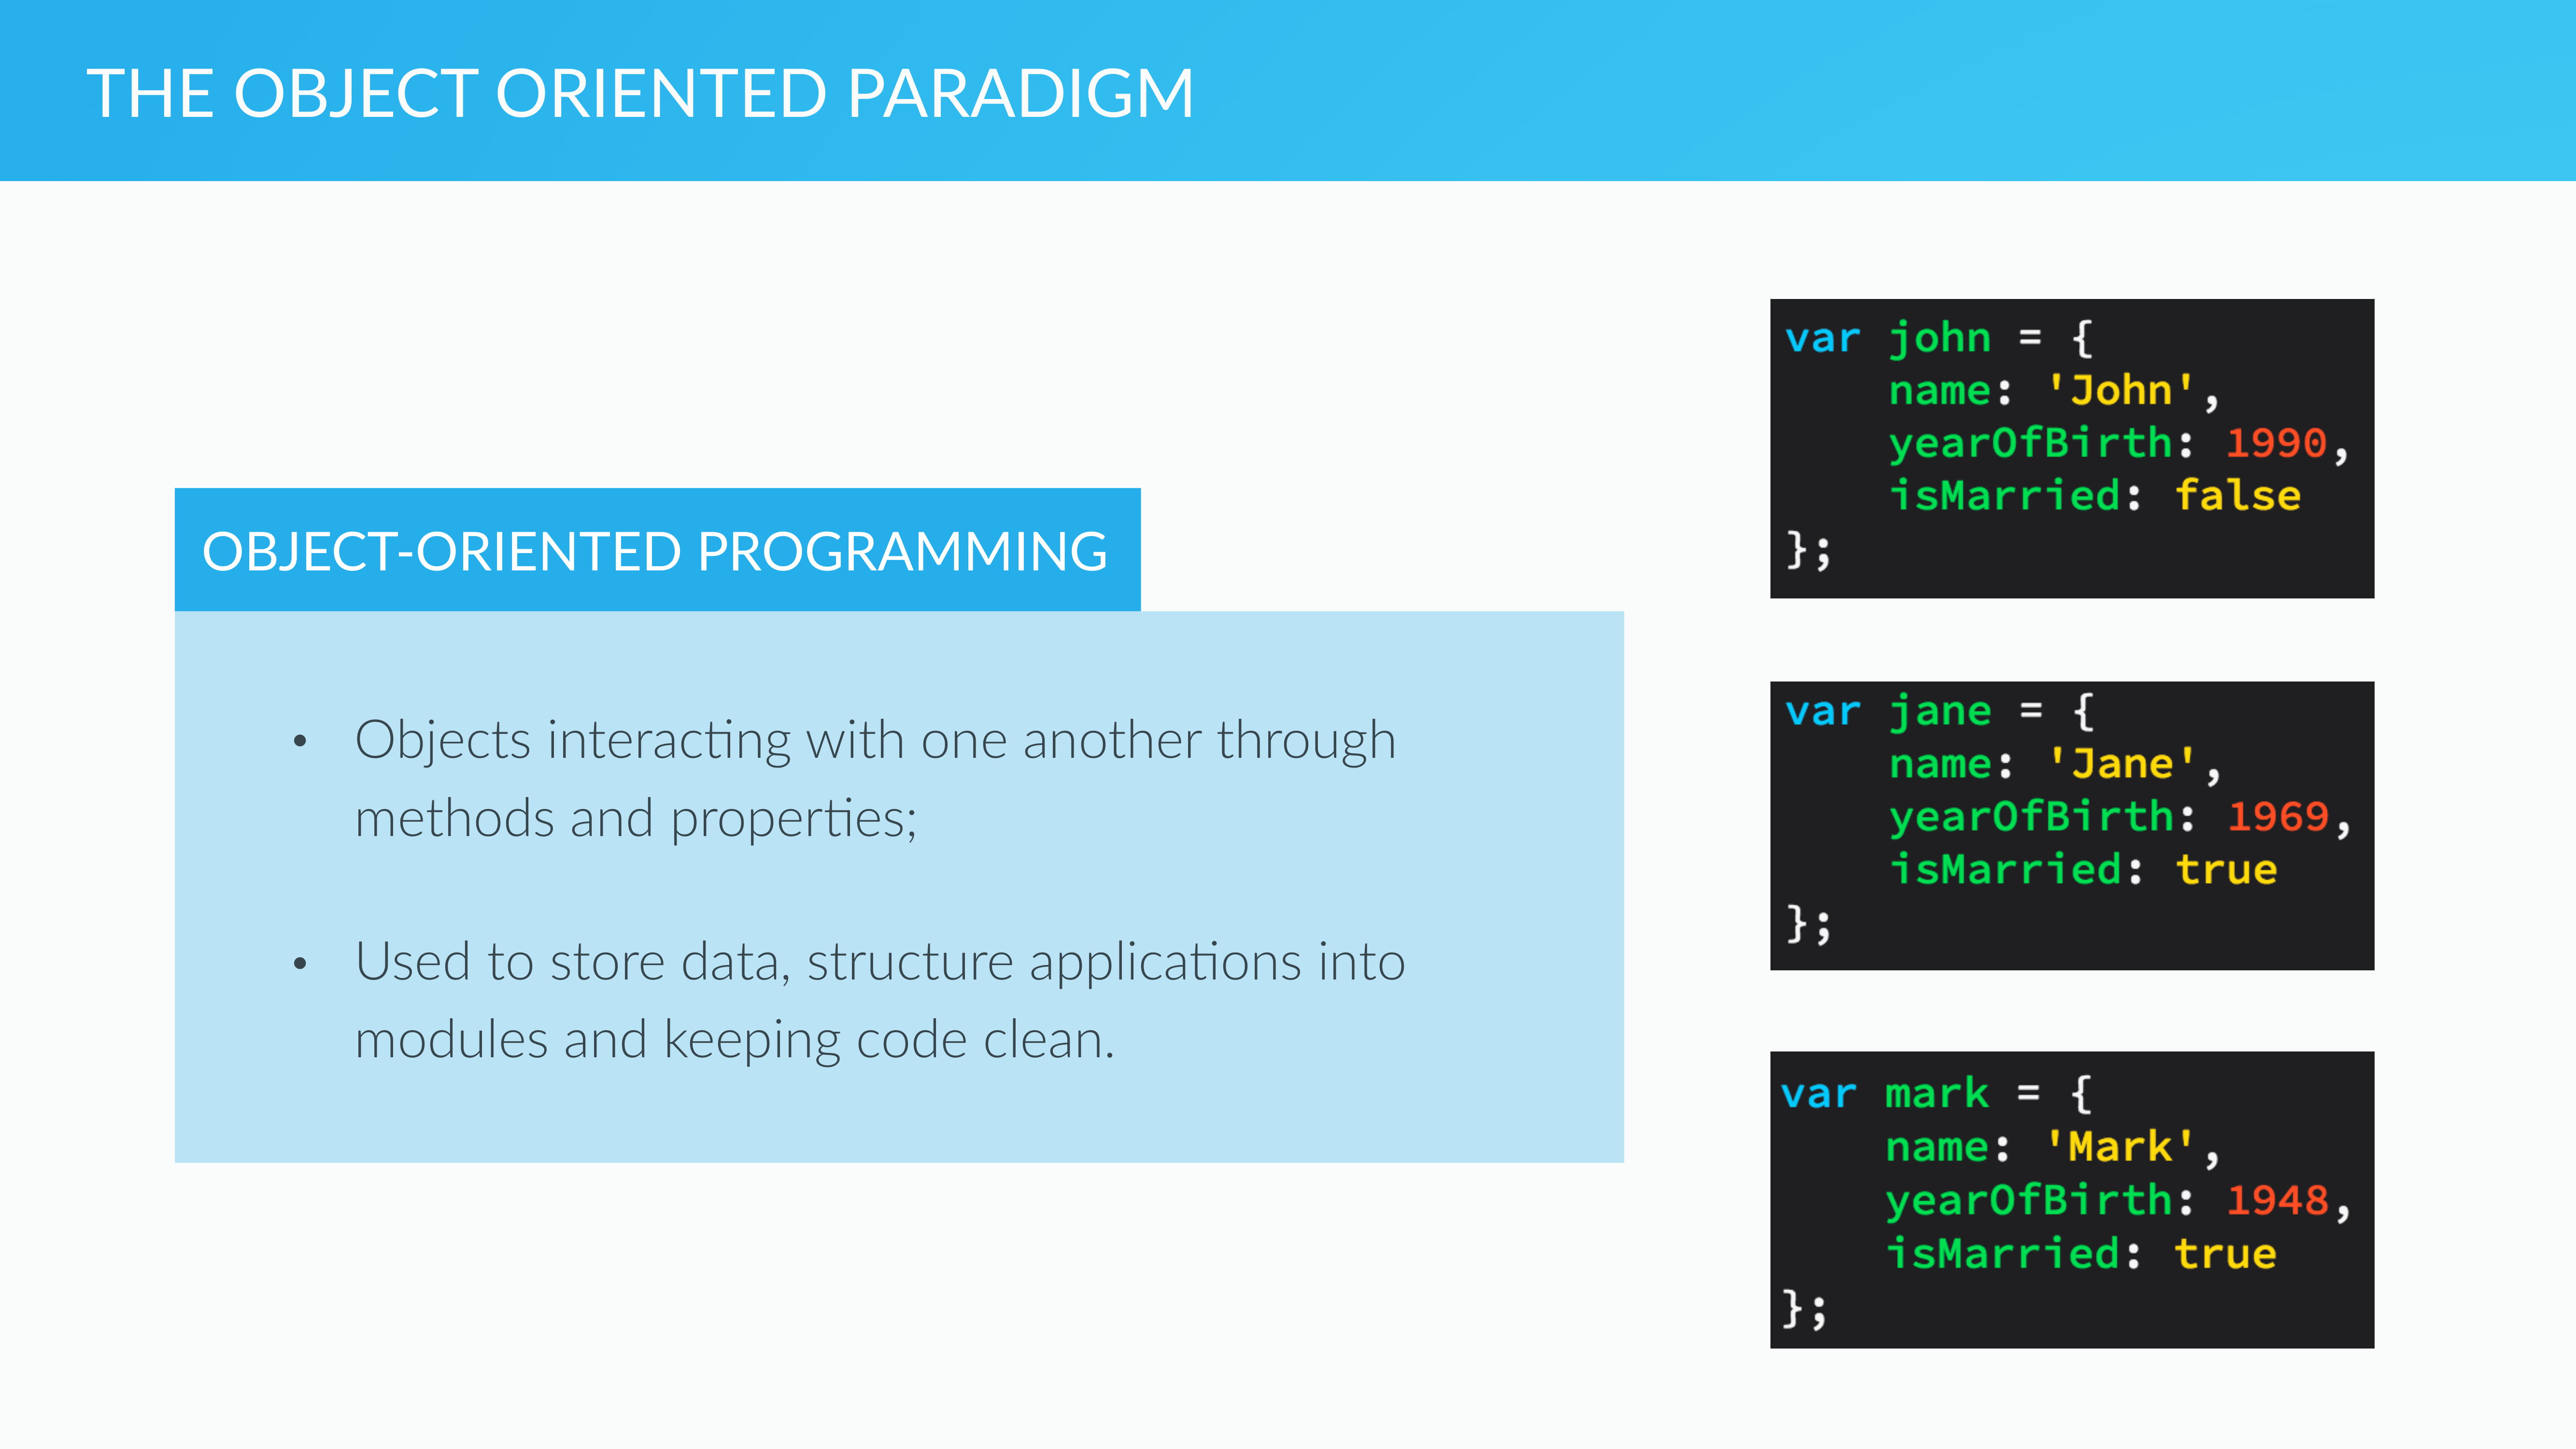 THE OBJECT ORIENTED PARADIGM
OBJECT-ORIENTED PROGRAMMING
• Objects interacting with one another through
methods and properties;
• Used to store data, structure applications into
modules and keeping code clean.
var john = {
    name: 'John',
    yearOfBirth: 1990,
    isMarried: false
};
var jane = {
    name: 'Jane',
    yearOfBirth: 1969,
    isMarried: true
};
var mark = {
    name: 'Mark',
    yearOfBirth: 1948,
    isMarried: true
};